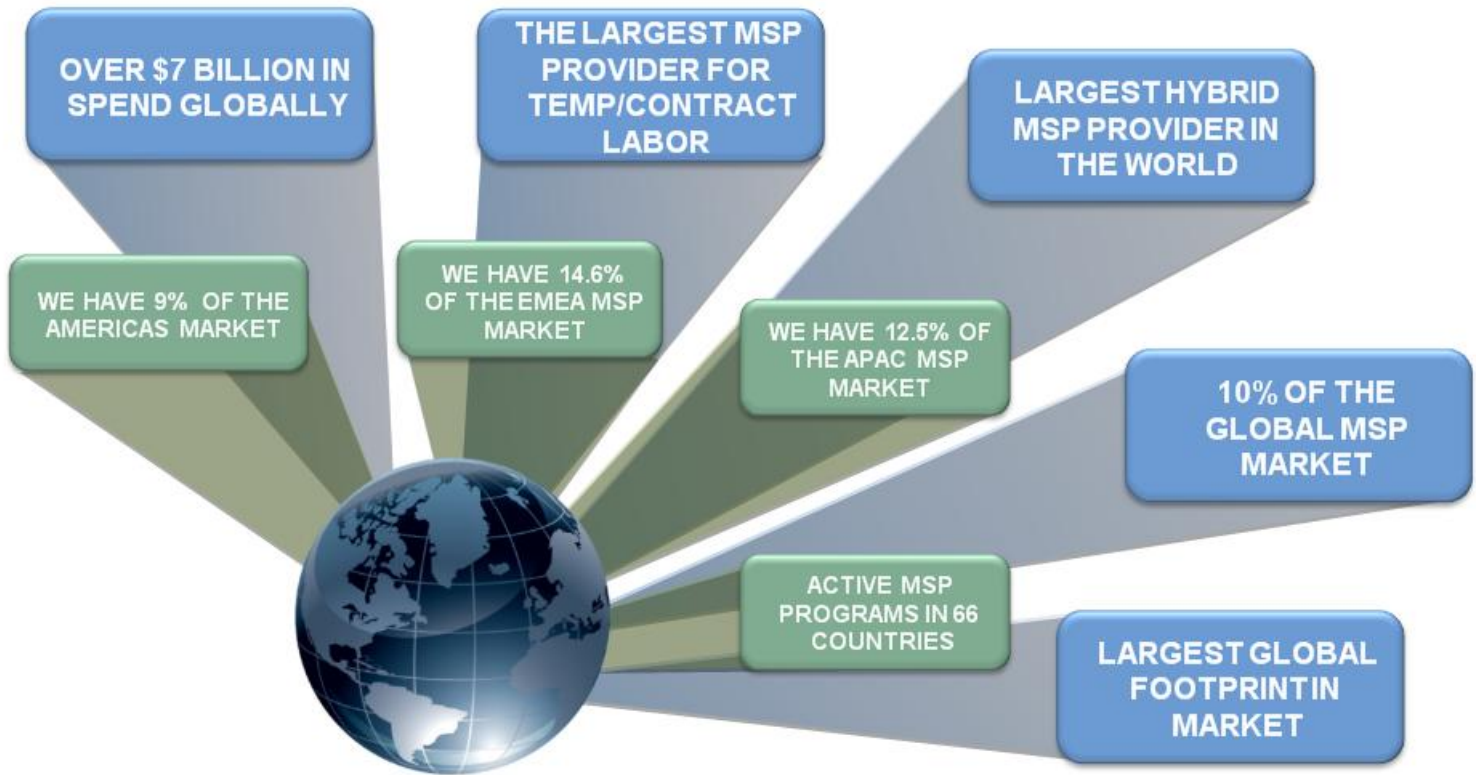 OVER $7 BILLION IN
SPEND GLOBALLY
THE LARGEST MSP
PROVIDER FOR
TEMP/CONTRACT
LABOR
LARGEST HYBRID
MSP PROVIDER IN
THE WORLD
WE HAVE 9% OF THE
AMERICAS MARKET
WE HAVE 14.6%
OF THE EMEA MSP
MARKET
WE HAVE 12.5% OF
THE APAC MSP
MARKET
10% OF THE
GLOBAL MSP
MARKET
ACTIVE MSP
PROGRAMS IN 66
COUNTRIES
LARGEST GLOBAL
FOOTPRINT IN
MARKET